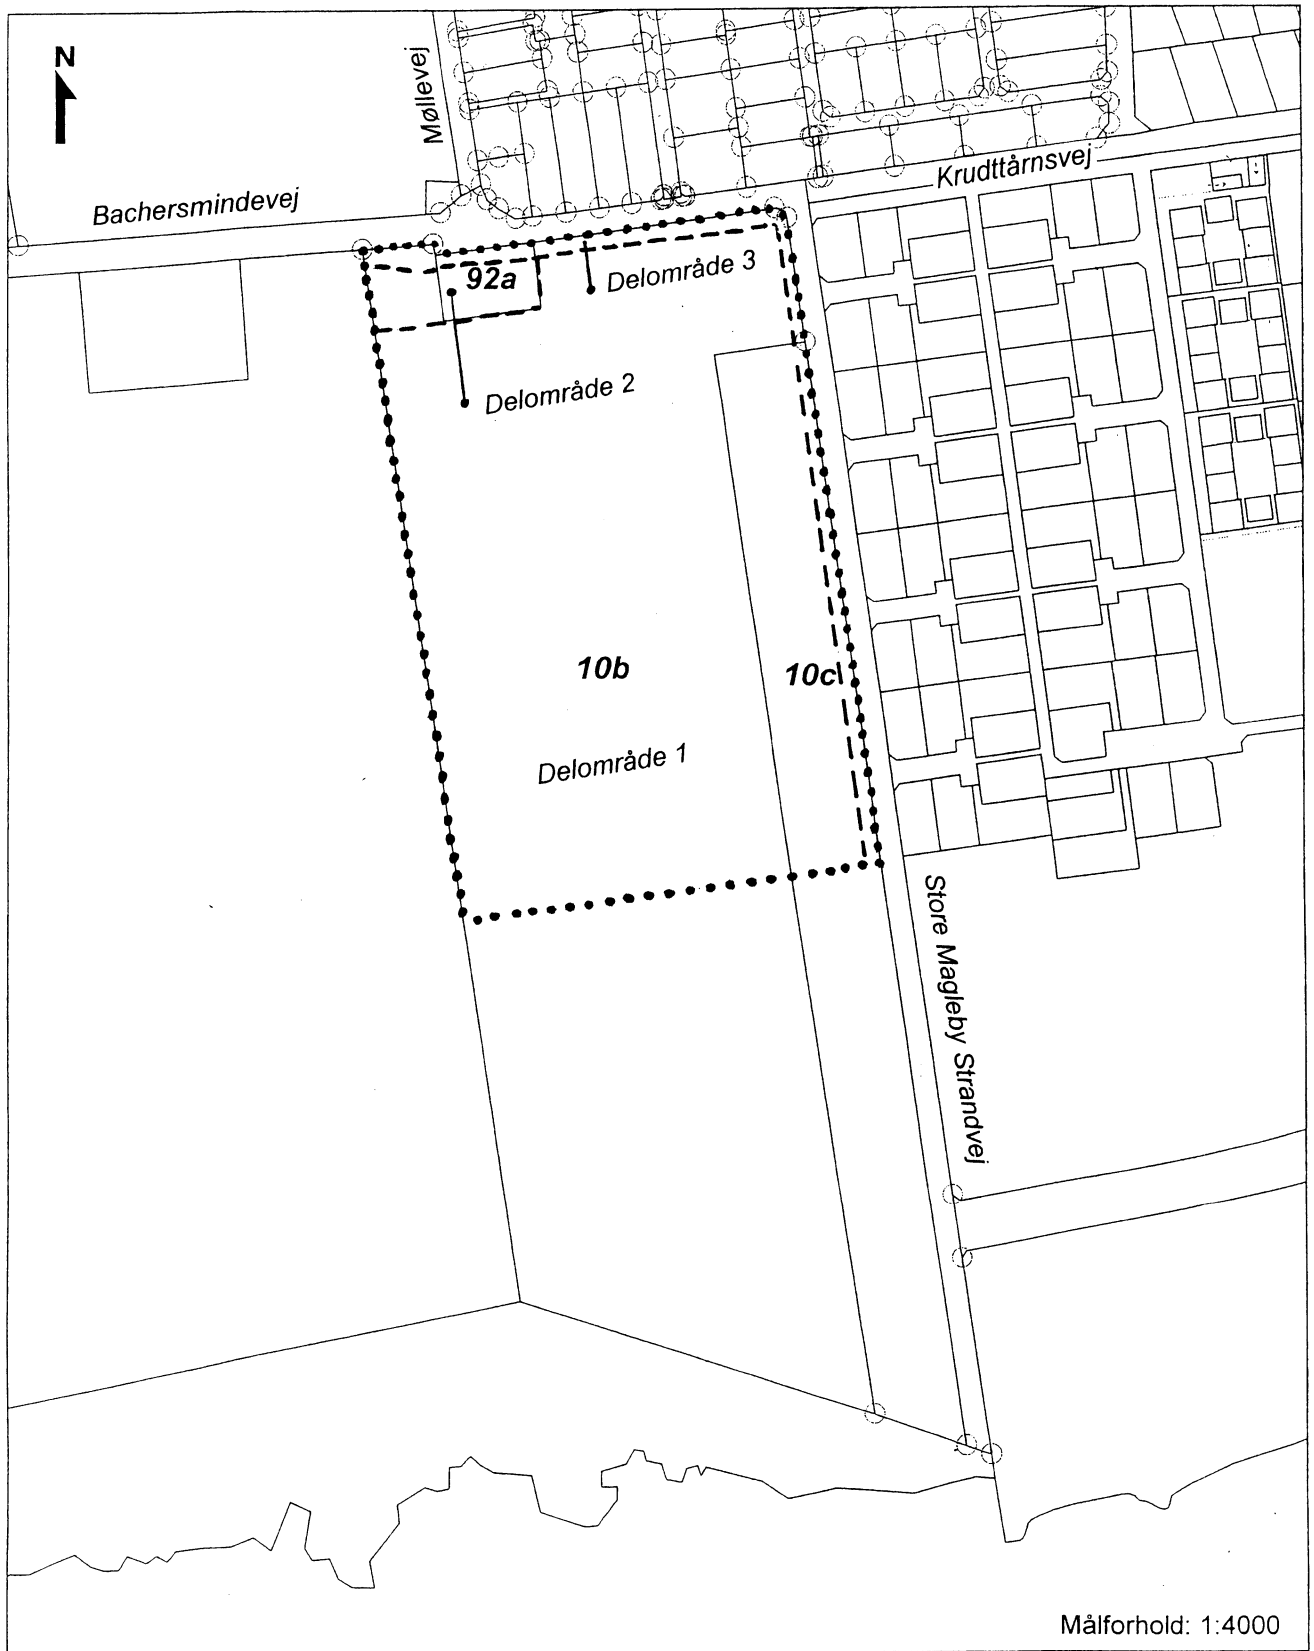 N
Møllevej
Bachersmindevej
Krudttårnsvej
92a
Delområde 3
Delområde 2
10b
10c
Delområde 1
Store Magleby Strandvej
Målforhold: 1:4000